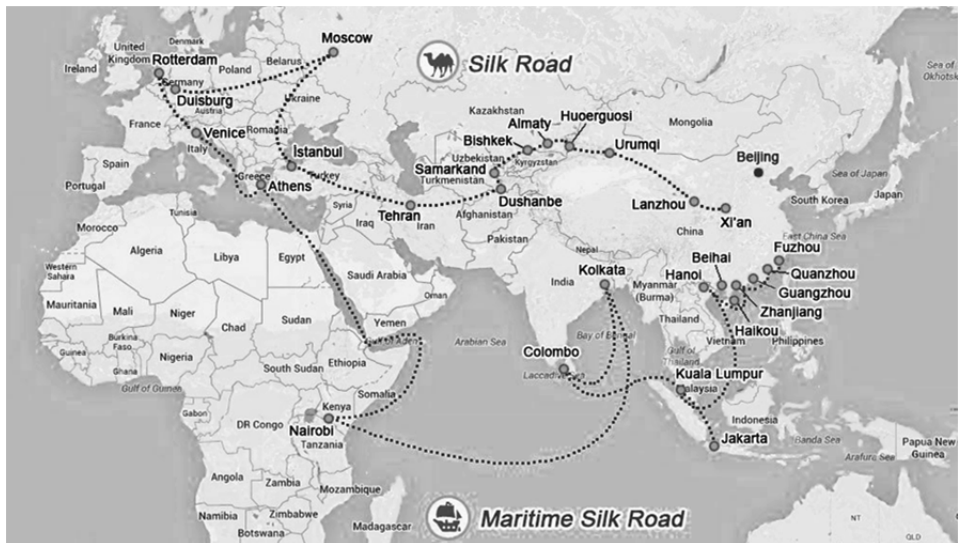 Moscow
Silk Road
Sea of
Okhotsk
United
Kingdom
Denmark
Ireland
Rotterdam
Poland
Belarus
Germany
Duisburg
Ukraine
Austria
France
Venice
Romania
Italy
Kazakhstan
Mongolia
Almaty
Huoerguosi
Bishkek
Urumqi
Uzbekistan
Kyrgyzstan
Beijing
Spain
Portugal
İstanbul
Greece
Turkey
Athens
Samarkand
Turkmenistan
Dushanbe
Sea of Japan
Japan
South Korea
Tunisia
Morocco
Syria
Iraq
Tehran
Iran
Afghanistan
Pakistan
Lanzhou
Xi'an
China
East China Sea
Algeria
Libya
Egypt
Western
Sahara
Saudi Arabia
Oman
Nepal
India
Kolkata
Myanmar
(Burma)
Hanoi
Beihai
Fuzhou
Quanzhou
Guangzhou
Zhanjiang
Haikou
Mauritania
Mali
Niger
Chad
Sudan
Yemen
Thailand
Vietnam
Philippines
Burkina
Faso
Guinea
Ghana
Nigeria
Arabian Sea
Bay of Bengal
Gulf of
Thailand
Ethiopia
South Sudan
Somalia
Colombo
Laccadive Sea
Kuala Lumpur
Malaysia
Gulf of Guinea
Gabon
DR Congo
Kenya
Nairobi
Tanzania
Indonesia
Jakarta
Banda Sea
Arafura Sea
Papua New
Guinea
Angola
Zambia
Mozambique
Namibia
Zimbabwe
Botswana
Madagascar
Maritime Silk Road
NT
QLD